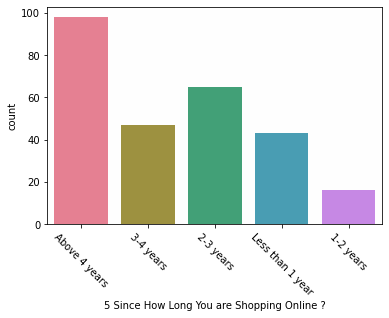 100
80
60
40
20
0
count
Above 4 years
3-4 years
2-3 years
Less than 1 year
1-2 years
5 Since How Long You are Shopping Online ?